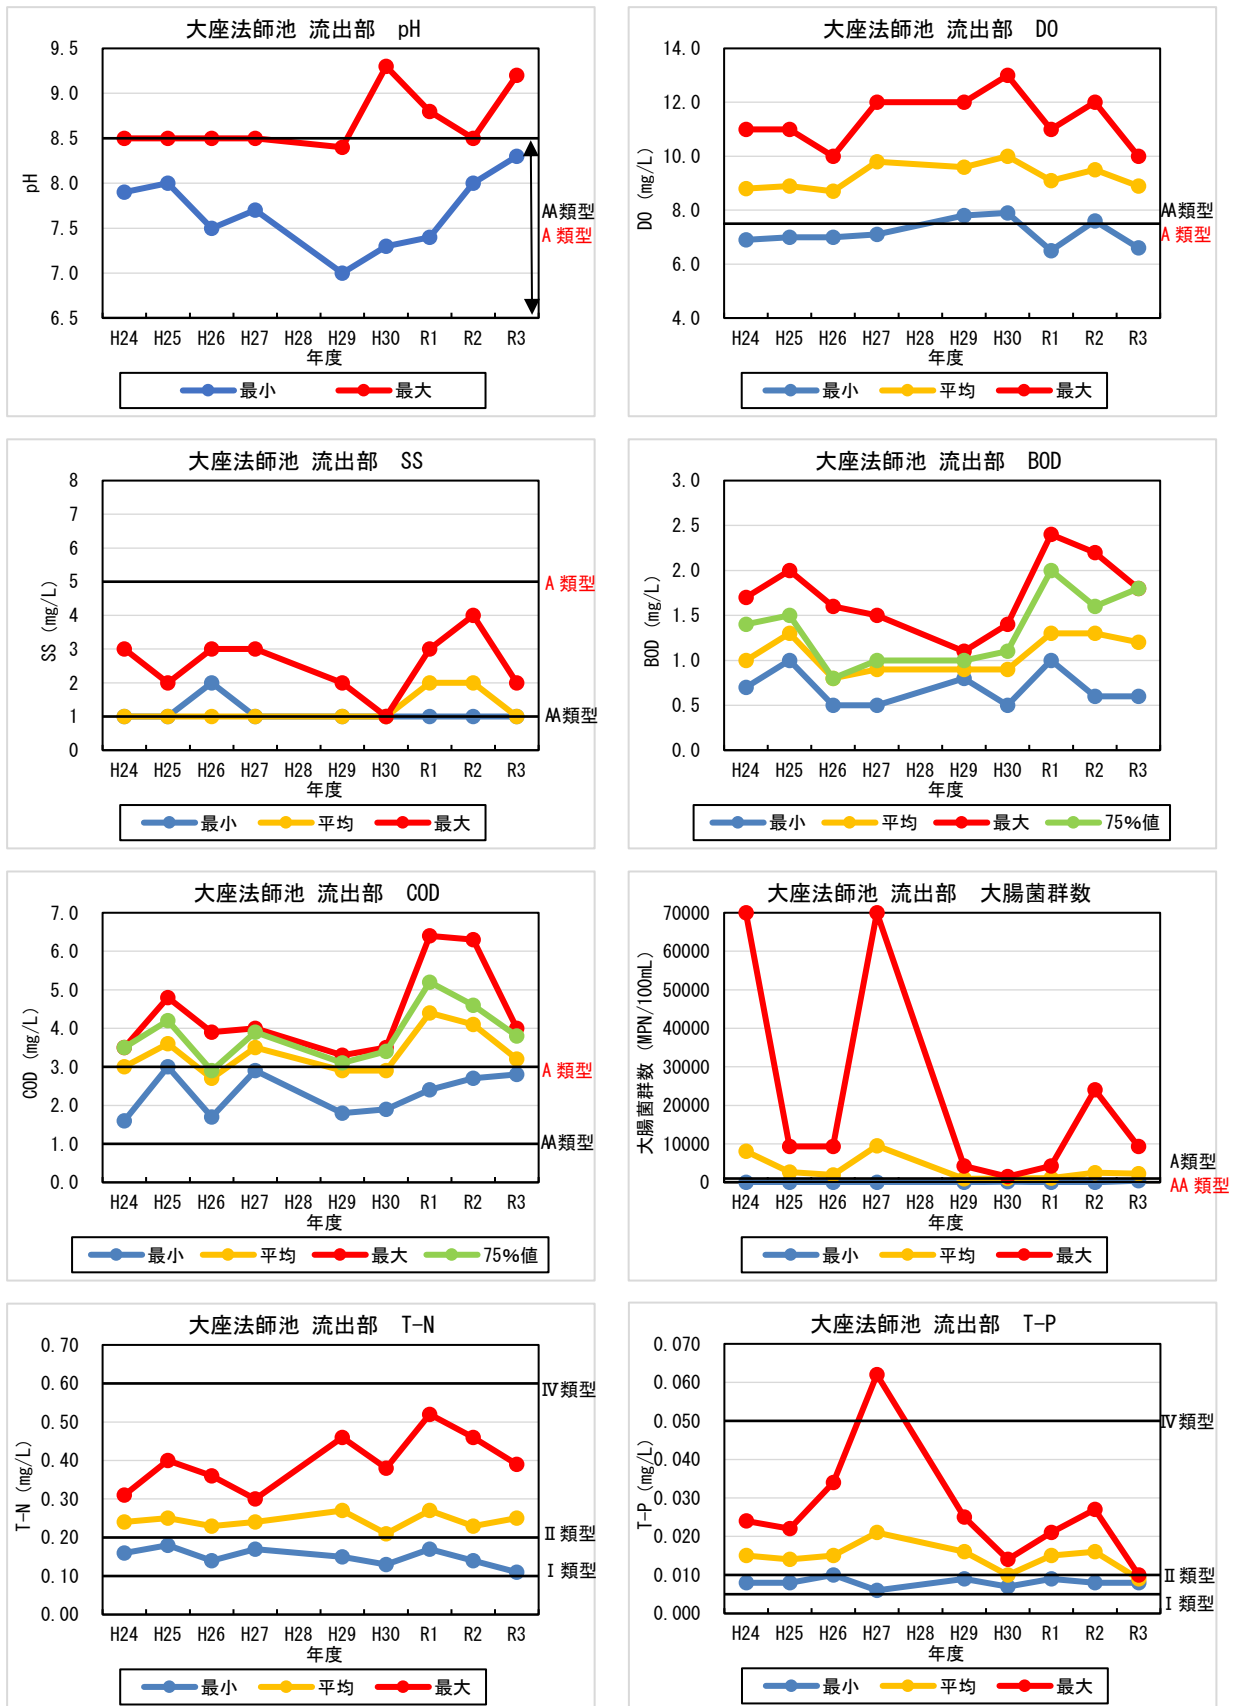 大座法師池 流出部 pH
9.5
9.0
8.5
8.0
7.5
7.0
6.5
pH
AA類型
A 類型
H24 H25 H26 H27 H28 H29 H30 R1 R2 R3
年度
最小 最大
大座法師池 流出部 DO
14.0
12.0
10.0
8.0
6.0
4.0
DO (mg/L)
AA類型
A 類型
H24 H25 H26 H27 H28 H29 H30 R1 R2 R3
年度
最小 平均 最大
大座法師池 流出部 SS
8
7
6
5
4
3
2
1
0
SS (mg/L)
A 類型
AA類型
H24 H25 H26 H27 H28 H29 H30 R1 R2 R3
年度
最小 平均 最大
大座法師池 流出部 BOD
3.0
2.5
2.0
1.5
1.0
0.5
0.0
BOD (mg/L)
H24 H25 H26 H27 H28 H29 H30 R1 R2 R3
年度
最小 平均 最大 75%値
大座法師池 流出部 COD
7.0
6.0
5.0
4.0
3.0
2.0
1.0
0.0
COD (mg/L)
A 類型
AA類型
H24 H25 H26 H27 H28 H29 H30 R1 R2 R3
年度
最小 平均 最大 75%値
大座法師池 流出部 大腸菌群数
70000
60000
50000
40000
30000
20000
10000
0
大腸菌群数 (MPN/100mL)
A類型
AA 類型
H24 H25 H26 H27 H28 H29 H30 R1 R2 R3
年度
最小 平均 最大
大座法師池 流出部 T-N
0.70
0.60
0.50
0.40
0.30
0.20
0.10
0.00
T-N (mg/L)
Ⅳ類型
Ⅱ類型
Ⅰ類型
H24 H25 H26 H27 H28 H29 H30 R1 R2 R3
年度
最小 平均 最大
大座法師池 流出部 T-P
0.070
0.060
0.050
0.040
0.030
0.020
0.010
0.000
T-P (mg/L)
Ⅳ類型
Ⅱ類型
Ⅰ類型
H24 H25 H26 H27 H28 H29 H30 R1 R2 R3
年度
最小 平均 最大